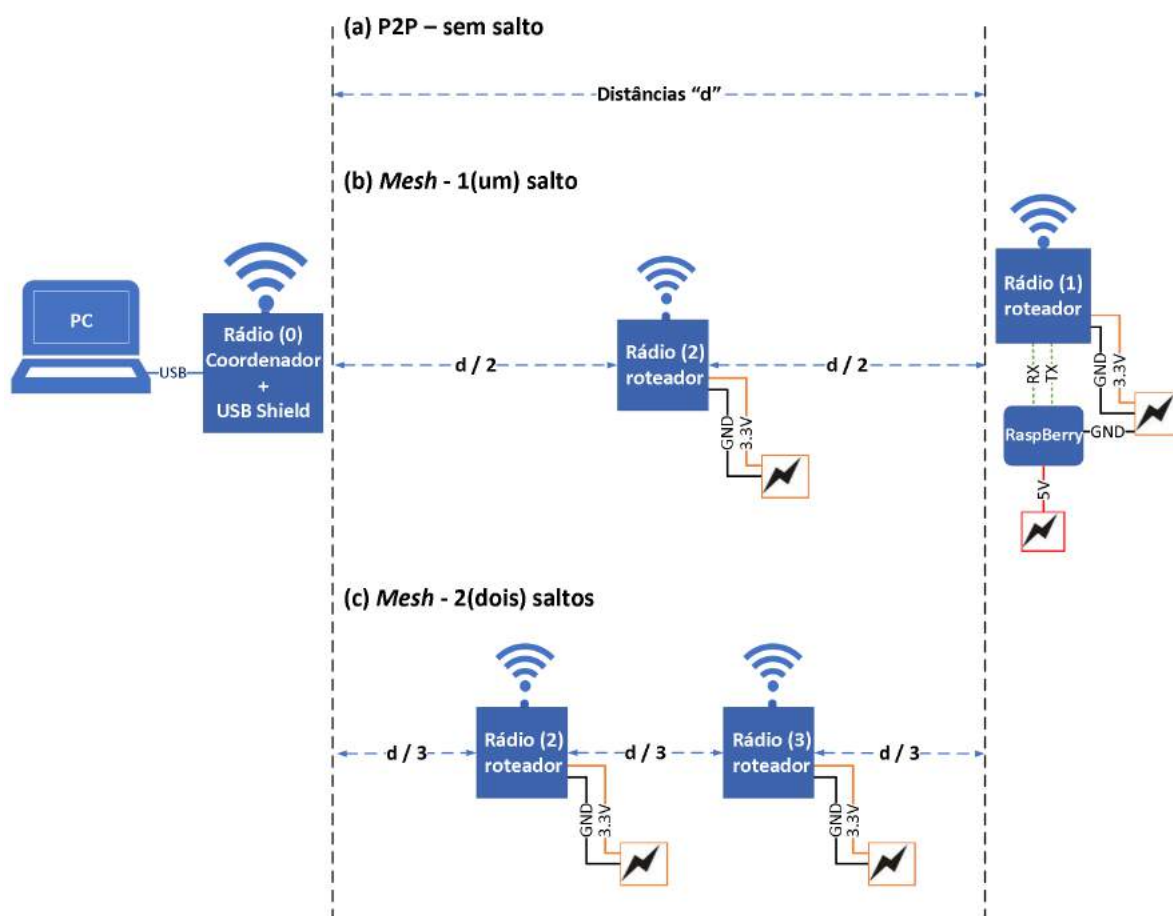 (a) P2P – sem salto
Distâncias “d”
(b) Mesh - 1(um) salto
PC
USB
Rádio (0)
Coordenador
+
USB Shield
d / 2
Rádio (2)
roteador
d / 2
GND
3.3V
Rádio (1)
roteador
RX
TX
GND
3.3V
RaspBerry
GND
5V
(c) Mesh - 2(dois) saltos
d / 3
Rádio (2)
roteador
d / 3
Rádio (3)
roteador
d / 3
GND
3.3V
GND
3.3V